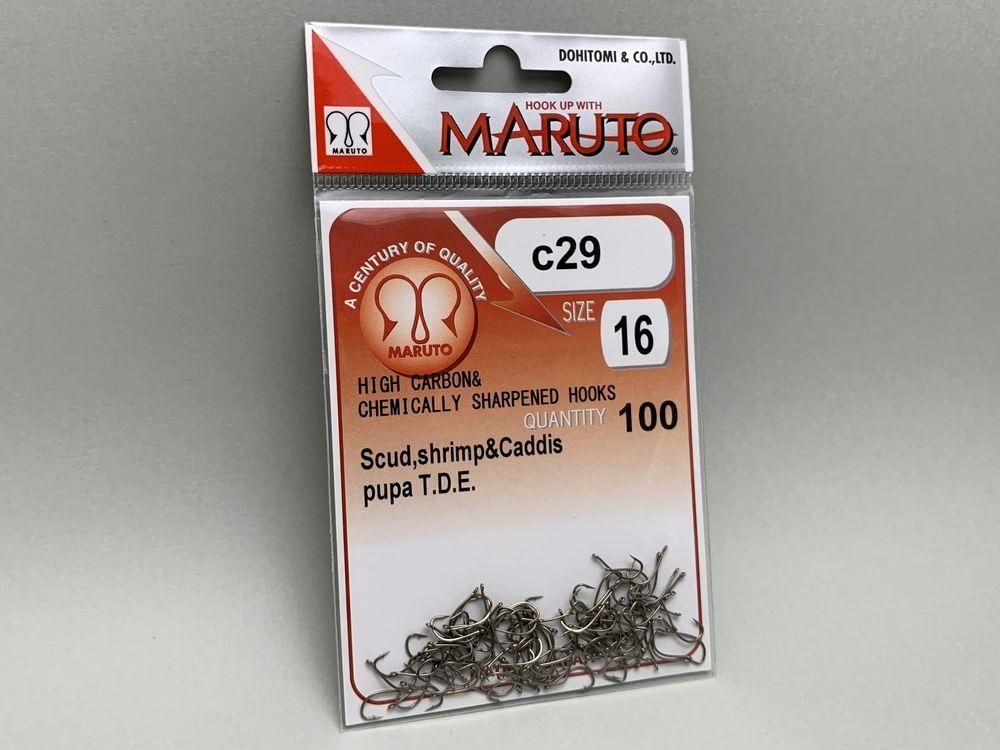 DOHITOMI & CO.,LTD.
HOOK UP WITH
MARUTO®
MARUTO
A CENTURY OF QUALITY
MARUTO
c29
SIZE
16
HIGH CARBON&
CHEMICALLY SHARPENED HOOKS
QUANTITY 100
Scud,shrimp&Caddis
pupa T.D.E.